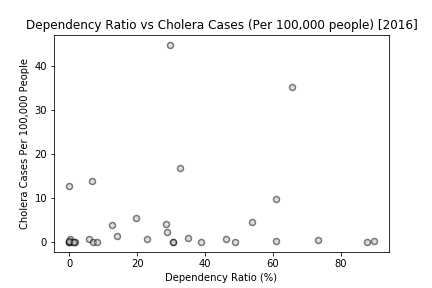 Dependency Ratio vs Cholera Cases (Per 100,000 people) [2016]
Cholera Cases Per 100,000 People
40
30
20
10
0
0 20 40 60 80
Dependency Ratio (%)